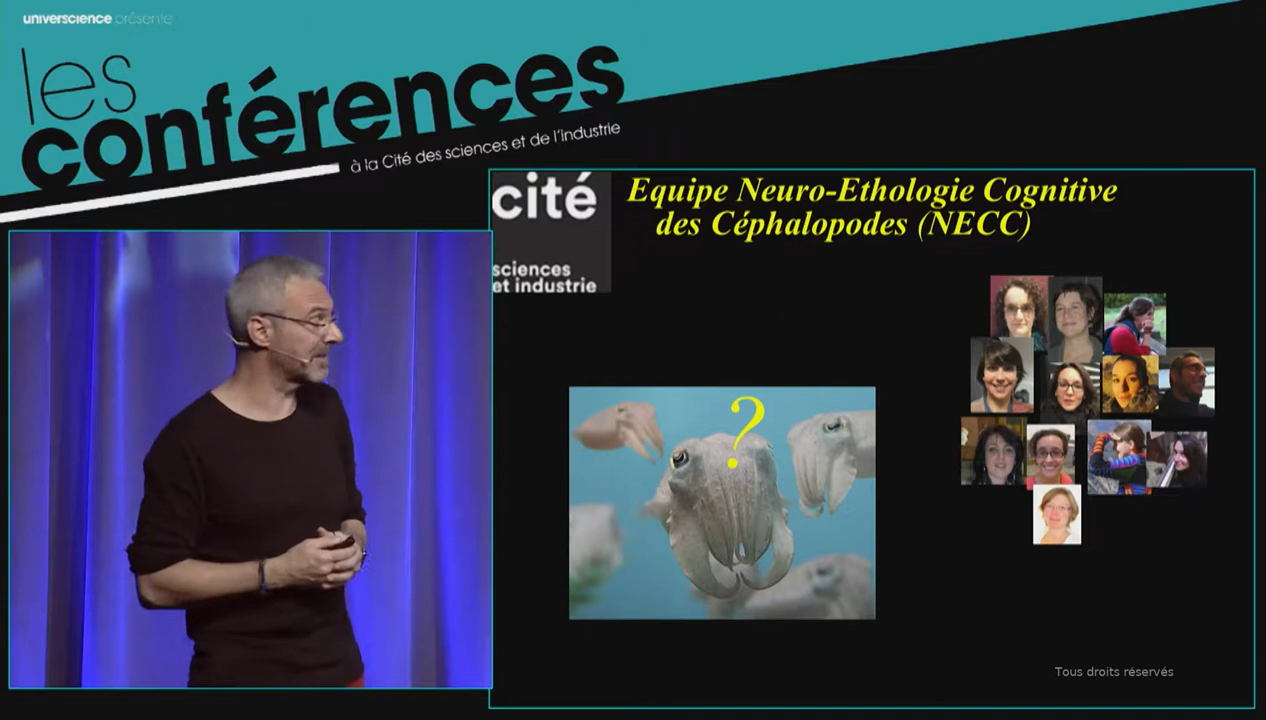 universcience présente
les
conférences
à la Cité des sciences et de l'industrie
cité
sciences
et industrie
Equipe Neuro-Ethologie Cognitive
des Céphalopodes (NECC)
?
Tous droits réservés